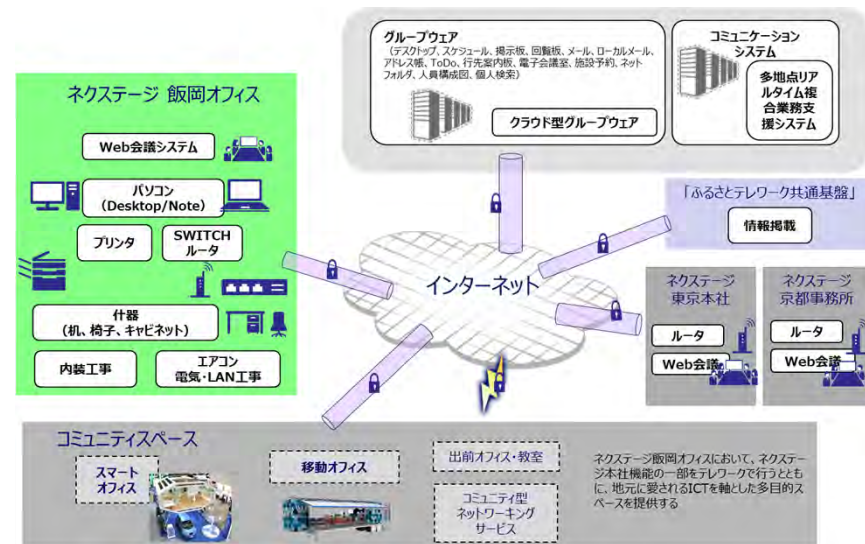 グループウェア
（デスクトップ、スケジュール、掲示板、回覧板、メール、ローカルメール、
アドレス帳、ToDo、行先案内板、電子会議室、施設予約、ネット
フォルダ、人員構成図、個人検索）
クラウド型グループウェア
コミュニケーション
システム
多地点リア
ルタイム複
合業務支
援システム
ネクステージ 飯岡オフィス
Web会議システム
パソコン
（Desktop/Note）
プリンタ
SWITCH
ルータ
什器
（机、椅子、キャビネット）
内装工事
エアコン
電気・LAN工事
インターネット
「ふるさとテレワーク共通基盤」
情報掲載
ネクステージ
東京本社
ルータ
Web会議
ネクステージ
京都事務所
ルータ
Web会議
コミュニティスペース
スマート
オフィス
移動オフィス
出前オフィス・教室
コミュニティ型
ネットワーキング
サービス
ネクステージ飯岡オフィスにおいて、ネクステー
ジ本社機能の一部をテレワークで行うととも
に、地元に愛されるICTを軸とした多目的ス
ペースを提供する